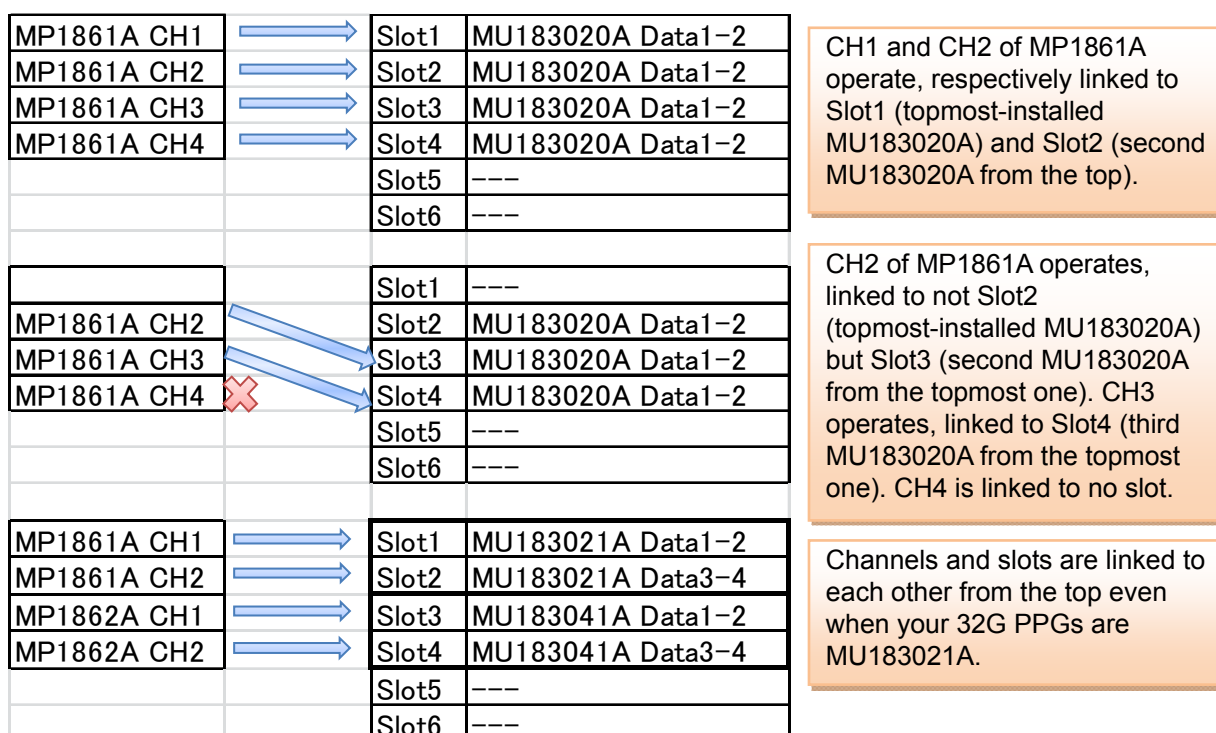 MP1861A CH1 Slot1 MU183020A Data1-2
MP1861A CH2 Slot2 MU183020A Data1-2
MP1861A CH3 Slot3 MU183020A Data1-2
MP1861A CH4 Slot4 MU183020A Data1-2
Slot5 ---
Slot6 ---
CH1 and CH2 of MP1861A
operate, respectively linked to
Slot1 (topmost-installed
MU183020A) and Slot2 (second
MU183020A from the top).
Slot1 ---
MP1861A CH2 Slot2 MU183020A Data1-2
MP1861A CH3 Slot3 MU183020A Data1-2
MP1861A CH4 Slot4 MU183020A Data1-2
Slot5 ---
Slot6 ---
CH2 of MP1861A operates,
linked to not Slot2
(topmost-installed MU183020A)
but Slot3 (second MU183020A
from the topmost one). CH3
operates, linked to Slot4 (third
MU183020A from the topmost
one). CH4 is linked to no slot.
MP1861A CH1 Slot1 MU183021A Data1-2
MP1861A CH2 Slot2 MU183021A Data3-4
MP1862A CH1 Slot3 MU183041A Data1-2
MP1862A CH2 Slot4 MU183041A Data3-4
Slot5 ---
Slot6 ---
Channels and slots are linked to
each other from the top even
when your 32G PPGs are
MU183021A.